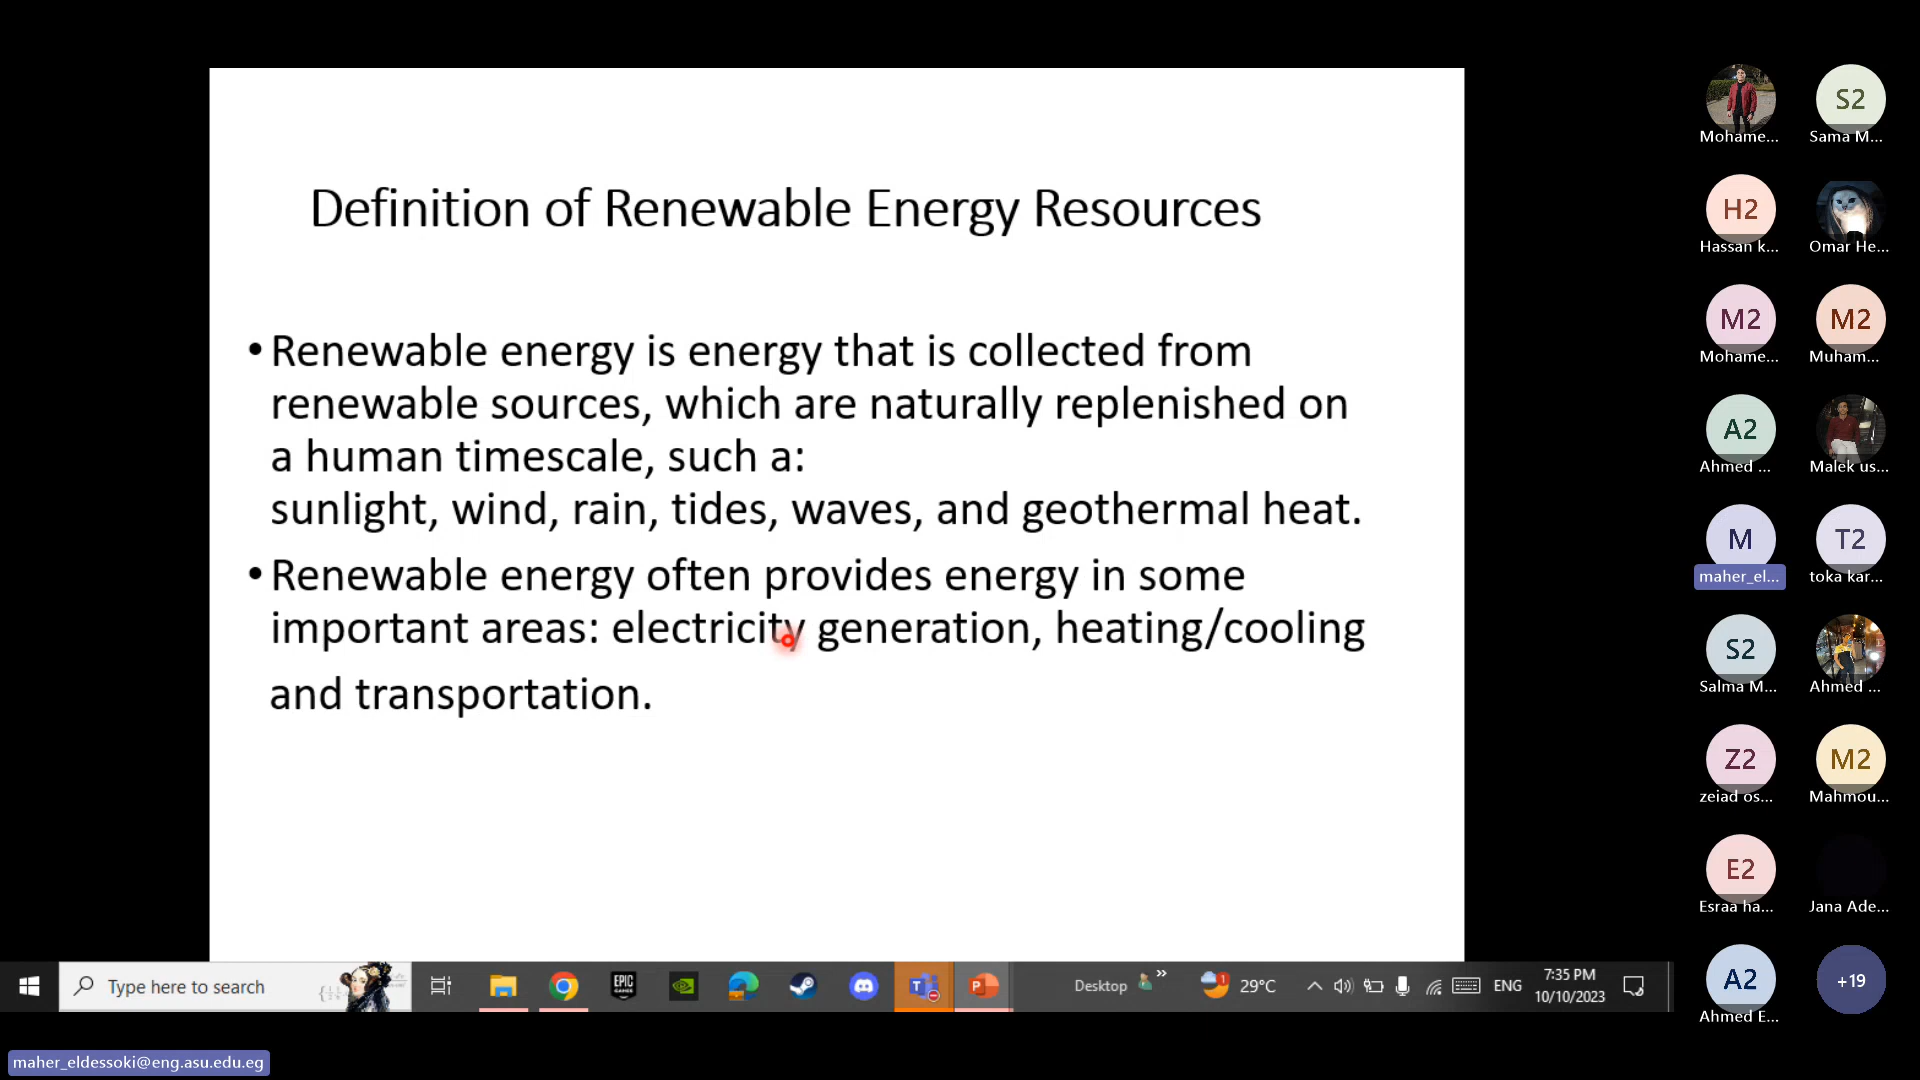 Definition of Renewable Energy Resources
• Renewable energy is energy that is collected from
renewable sources, which are naturally replenished on
a human timescale, such a:
sunlight, wind, rain, tides, waves, and geothermal heat.
• Renewable energy often provides energy in some
important areas: electricity generation, heating/cooling
and transportation.
Mohame...
S2
Sama M...
H2
Hassan k...
Omar He...
M2
Mohame...
M2
Muham...
A2
Ahmed ...
Malek us...
M
maher_el...
T2
toka kar...
S2
Salma M...
Ahmed ...
Z2
zeiad os...
M2
Mahmou...
E2
Esraa ha...
Jana Ade...
A2
Ahmed E...
+19
Type here to search
EPIC
GAMES
T
P
Desktop
»
1
29°C
ENG
7:35 PM
10/10/2023
maher_eldessoki@eng.asu.edu.eg